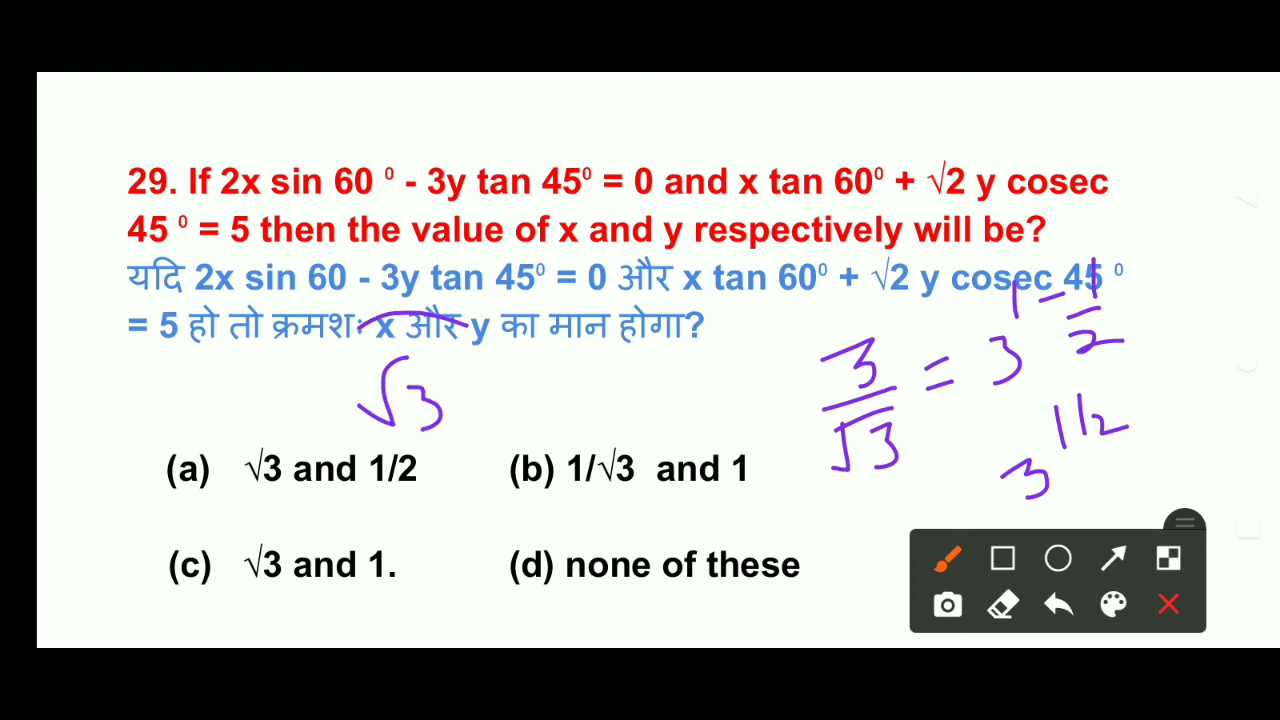 29. If 2x sin 60 ⁰ - 3y tan 45⁰ = 0 and x tan 60⁰ + √2 y cosec
45 ⁰ = 5 then the value of x and y respectively will be?
यदि 2x sin 60 - 3y tan 45⁰ = 0 और x tan 60⁰ + √2 y cosec 45 ⁰
= 5 हो तो क्रमशः x और y का मान होगा?
√3
3/√3 = 3^(1 - 1/2)
3^(1/2)
(a) √3 and 1/2 (b) 1/√3 and 1
(c) √3 and 1. (d) none of these